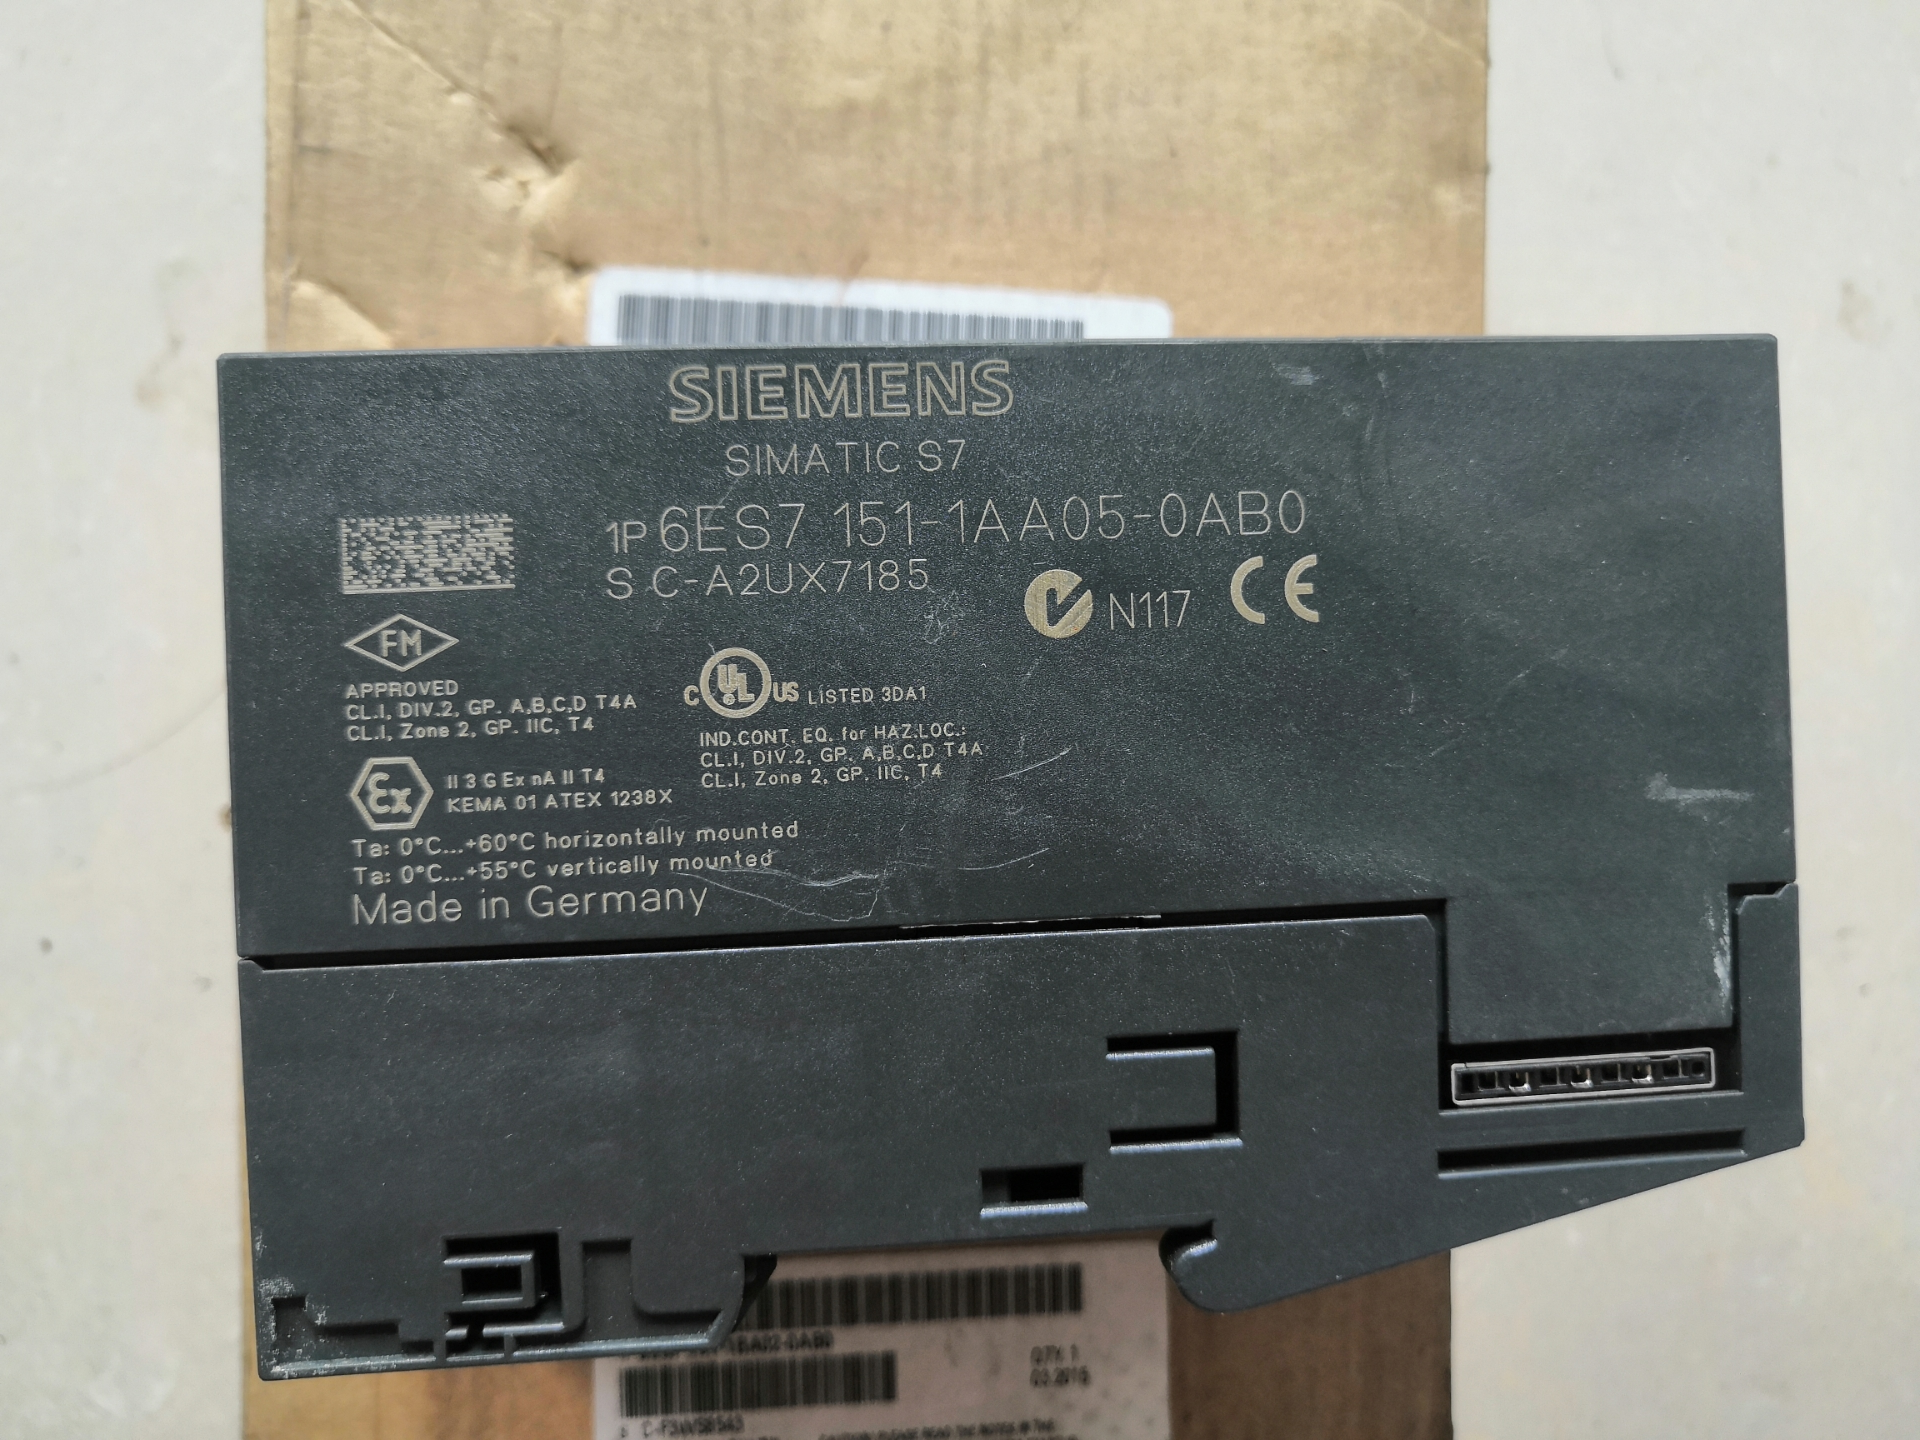 SIEMENS
SIMATIC S7
1P 6ES7 151-1AA05-0AB0
S C-A2UX7185
N117 CE
FM
APPROVED
CL.I, DIV.2, GP. A,B,C,D T4A
CL.I, Zone 2, GP. IIC, T4
C UL US LISTED 3DA1
IND.CONT. EQ. for HAZ.LOC.:
CL.I, DIV.2, GP. A,B,C,D T4A
CL.I, Zone 2, GP. IIC, T4
Ex II 3 G Ex nA II T4
KEMA 01 ATEX 1238X
Ta: 0°C...+60°C horizontally mounted
Ta: 0°C...+55°C vertically mounted
Made in Germany
QTY. 1